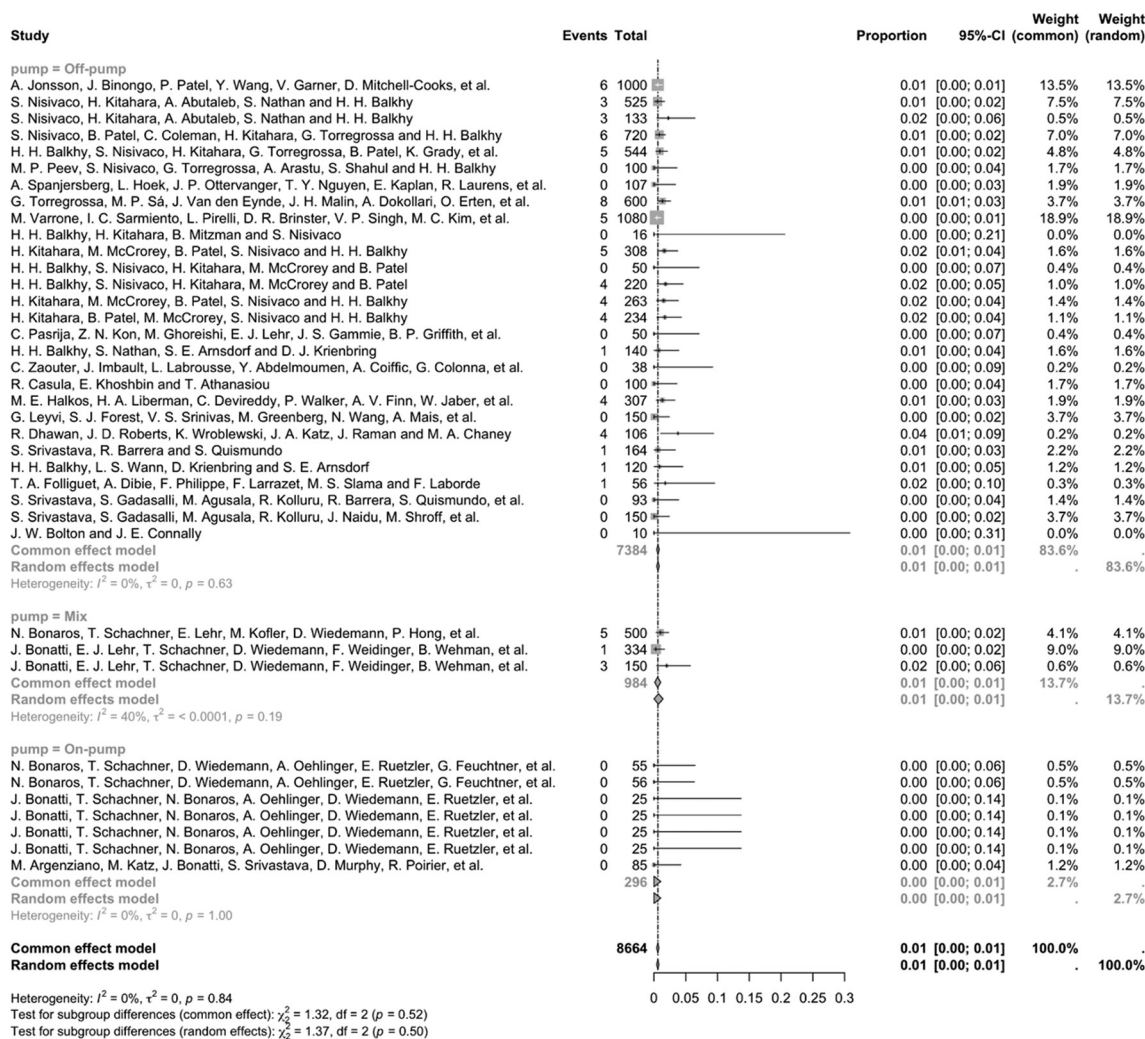 Study Events Total Proportion 95%-CI Weight (common) Weight (random)
pump = Off-pump
A. Jonsson, J. Binongo, P. Patel, Y. Wang, V. Garner, D. Mitchell-Cooks, et al. 6 1000 0.01 [0.00; 0.01] 13.5% 13.5%
S. Nisivaco, H. Kitahara, A. Abutaleb, S. Nathan and H. H. Balkhy 3 525 0.01 [0.00; 0.02] 7.5% 7.5%
S. Nisivaco, H. Kitahara, A. Abutaleb, S. Nathan and H. H. Balkhy 3 133 0.02 [0.00; 0.06] 0.5% 0.5%
S. Nisivaco, B. Patel, C. Coleman, H. Kitahara, G. Torregrossa and H. H. Balkhy 6 720 0.01 [0.00; 0.02] 7.0% 7.0%
H. H. Balkhy, S. Nisivaco, H. Kitahara, G. Torregrossa, B. Patel, K. Grady, et al. 5 544 0.01 [0.00; 0.02] 4.8% 4.8%
M. P. Peev, S. Nisivaco, G. Torregrossa, A. Arastu, S. Shahul and H. H. Balkhy 0 100 0.00 [0.00; 0.04] 1.7% 1.7%
A. Spanjersberg, L. Hoek, J. P. Ottervanger, T. Y. Nguyen, E. Kaplan, R. Laurens, et al. 0 107 0.00 [0.00; 0.03] 1.9% 1.9%
G. Torregrossa, M. P. Sá, J. Van den Eynde, J. H. Malin, A. Dokollari, O. Erten, et al. 8 600 0.01 [0.01; 0.03] 3.7% 3.7%
M. Varrone, I. C. Sarmiento, L. Pirelli, D. R. Brinster, V. P. Singh, M. C. Kim, et al. 5 1080 0.00 [0.00; 0.01] 18.9% 18.9%
H. H. Balkhy, H. Kitahara, B. Mitzman and S. Nisivaco 0 16 0.00 [0.00; 0.21] 0.0% 0.0%
H. Kitahara, M. McCrorey, B. Patel, S. Nisivaco and H. H. Balkhy 5 308 0.02 [0.01; 0.04] 1.6% 1.6%
H. H. Balkhy, S. Nisivaco, H. Kitahara, M. McCrorey and B. Patel 0 50 0.00 [0.00; 0.07] 0.4% 0.4%
H. H. Balkhy, S. Nisivaco, H. Kitahara, M. McCrorey and B. Patel 4 220 0.02 [0.00; 0.05] 1.0% 1.0%
H. Kitahara, M. McCrorey, B. Patel, S. Nisivaco and H. H. Balkhy 4 263 0.02 [0.00; 0.04] 1.4% 1.4%
H. Kitahara, B. Patel, M. McCrorey, S. Nisivaco and H. H. Balkhy 4 234 0.02 [0.00; 0.04] 1.1% 1.1%
C. Pasrija, Z. N. Kon, M. Ghoreishi, E. J. Lehr, J. S. Gammie, B. P. Griffith, et al. 0 50 0.00 [0.00; 0.07] 0.4% 0.4%
H. H. Balkhy, S. Nathan, S. E. Arnsdorf and D. J. Krienbring 1 140 0.01 [0.00; 0.04] 1.6% 1.6%
C. Zaouter, J. Imbault, L. Labrousse, Y. Abdelmoumen, A. Coiffic, G. Colonna, et al. 0 38 0.00 [0.00; 0.09] 0.2% 0.2%
R. Casula, E. Khoshbin and T. Athanasiou 0 100 0.00 [0.00; 0.04] 1.7% 1.7%
M. E. Halkos, H. A. Liberman, C. Devireddy, P. Walker, A. V. Finn, W. Jaber, et al. 4 307 0.01 [0.00; 0.03] 1.9% 1.9%
G. Leyvi, S. J. Forest, V. S. Srinivas, M. Greenberg, N. Wang, A. Mais, et al. 0 150 0.00 [0.00; 0.02] 3.7% 3.7%
R. Dhawan, J. D. Roberts, K. Wroblewski, J. A. Katz, J. Raman and M. A. Chaney 4 106 0.04 [0.01; 0.09] 0.2% 0.2%
S. Srivastava, R. Barrera and S. Quismundo 1 164 0.01 [0.00; 0.03] 2.2% 2.2%
H. H. Balkhy, L. S. Wann, D. Krienbring and S. E. Arnsdorf 1 120 0.01 [0.00; 0.05] 1.2% 1.2%
T. A. Folliguet, A. Dibie, F. Philippe, F. Larrazet, M. S. Slama and F. Laborde 1 56 0.02 [0.00; 0.10] 0.3% 0.3%
S. Srivastava, S. Gadasalli, M. Agusala, R. Kolluru, R. Barrera, S. Quismundo, et al. 0 93 0.00 [0.00; 0.04] 1.4% 1.4%
S. Srivastava, S. Gadasalli, M. Agusala, R. Kolluru, J. Naidu, M. Shroff, et al. 0 150 0.00 [0.00; 0.02] 3.7% 3.7%
J. W. Bolton and J. E. Connally 0 10 0.00 [0.00; 0.31] 0.0% 0.0%
Common effect model 7384 0.01 [0.00; 0.01] 83.6% .
Random effects model 0.01 [0.00; 0.01] . 83.6%
Heterogeneity: I² = 0%, τ² = 0, p = 0.63
pump = Mix
N. Bonaros, T. Schachner, E. Lehr, M. Kofler, D. Wiedemann, P. Hong, et al. 5 500 0.01 [0.00; 0.02] 4.1% 4.1%
J. Bonatti, E. J. Lehr, T. Schachner, D. Wiedemann, F. Weidinger, B. Wehman, et al. 1 334 0.00 [0.00; 0.02] 9.0% 9.0%
J. Bonatti, E. J. Lehr, T. Schachner, D. Wiedemann, F. Weidinger, B. Wehman, et al. 3 150 0.02 [0.00; 0.06] 0.6% 0.6%
Common effect model 984 0.01 [0.00; 0.01] 13.7% .
Random effects model 0.01 [0.00; 0.01] . 13.7%
Heterogeneity: I² = 40%, τ² = < 0.0001, p = 0.19
pump = On-pump
N. Bonaros, T. Schachner, D. Wiedemann, A. Oehlinger, E. Ruetzler, G. Feuchtner, et al. 0 55 0.00 [0.00; 0.06] 0.5% 0.5%
N. Bonaros, T. Schachner, D. Wiedemann, A. Oehlinger, E. Ruetzler, G. Feuchtner, et al. 0 56 0.00 [0.00; 0.06] 0.5% 0.5%
J. Bonatti, T. Schachner, N. Bonaros, A. Oehlinger, D. Wiedemann, E. Ruetzler, et al. 0 25 0.00 [0.00; 0.14] 0.1% 0.1%
J. Bonatti, T. Schachner, N. Bonaros, A. Oehlinger, D. Wiedemann, E. Ruetzler, et al. 0 25 0.00 [0.00; 0.14] 0.1% 0.1%
J. Bonatti, T. Schachner, N. Bonaros, A. Oehlinger, D. Wiedemann, E. Ruetzler, et al. 0 25 0.00 [0.00; 0.14] 0.1% 0.1%
J. Bonatti, T. Schachner, N. Bonaros, A. Oehlinger, D. Wiedemann, E. Ruetzler, et al. 0 25 0.00 [0.00; 0.14] 0.1% 0.1%
M. Argenziano, M. Katz, J. Bonatti, S. Srivastava, D. Murphy, R. Poirier, et al. 0 85 0.00 [0.00; 0.04] 1.2% 1.2%
Common effect model 296 0.00 [0.00; 0.01] 2.7% .
Random effects model 0.00 [0.00; 0.01] . 2.7%
Heterogeneity: I² = 0%, τ² = 0, p = 1.00
Common effect model 8664 0.01 [0.00; 0.01] 100.0% .
Random effects model 0.01 [0.00; 0.01] . 100.0%
0 0.05 0.1 0.15 0.2 0.25 0.3
Heterogeneity: I² = 0%, τ² = 0, p = 0.84
Test for subgroup differences (common effect): χ²₂ = 1.32, df = 2 (p = 0.52)
Test for subgroup differences (random effects): χ²₂ = 1.37, df = 2 (p = 0.50)